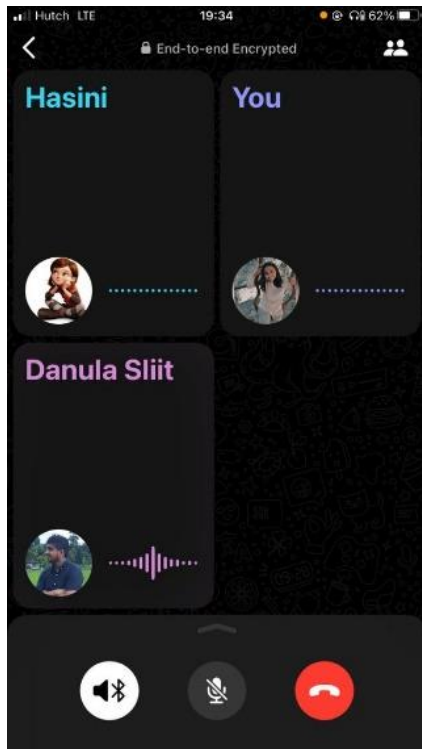 Hutch LTE 19:34 62%
End-to-end Encrypted
Hasini You
Danula Sliit